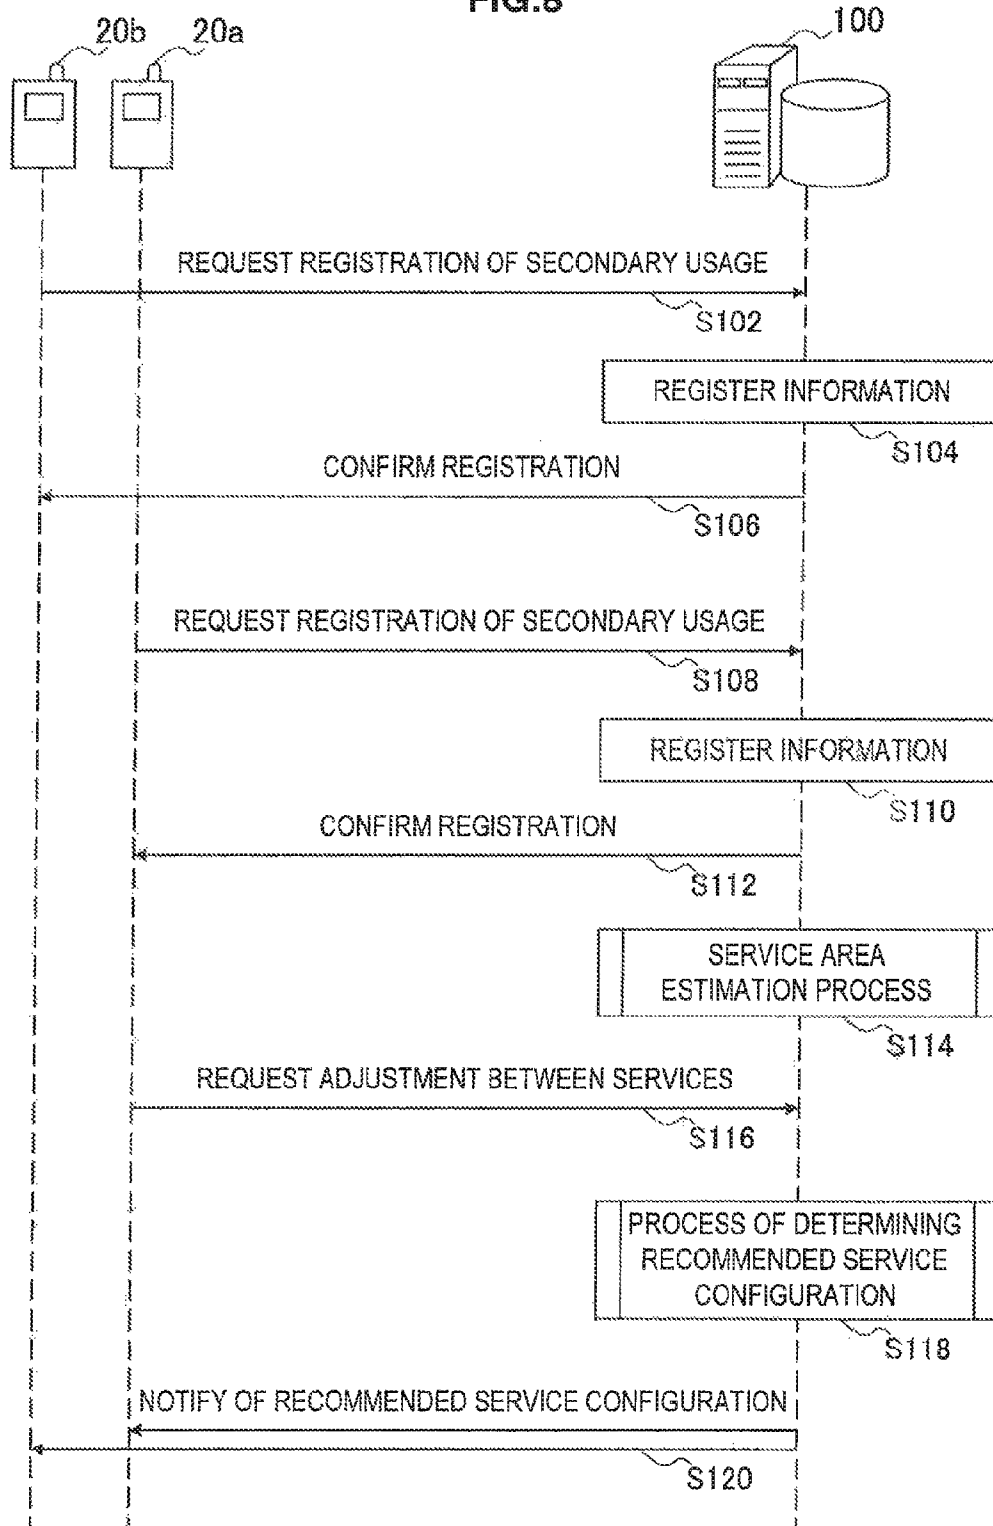 FIG.8
20b 20a 100
REQUEST REGISTRATION OF SECONDARY USAGE
S102
REGISTER INFORMATION
S104
CONFIRM REGISTRATION
S106
REQUEST REGISTRATION OF SECONDARY USAGE
S108
REGISTER INFORMATION
S110
CONFIRM REGISTRATION
S112
SERVICE AREA
ESTIMATION PROCESS
S114
REQUEST ADJUSTMENT BETWEEN SERVICES
S116
PROCESS OF DETERMINING
RECOMMENDED SERVICE
CONFIGURATION
S118
NOTIFY OF RECOMMENDED SERVICE CONFIGURATION
S120